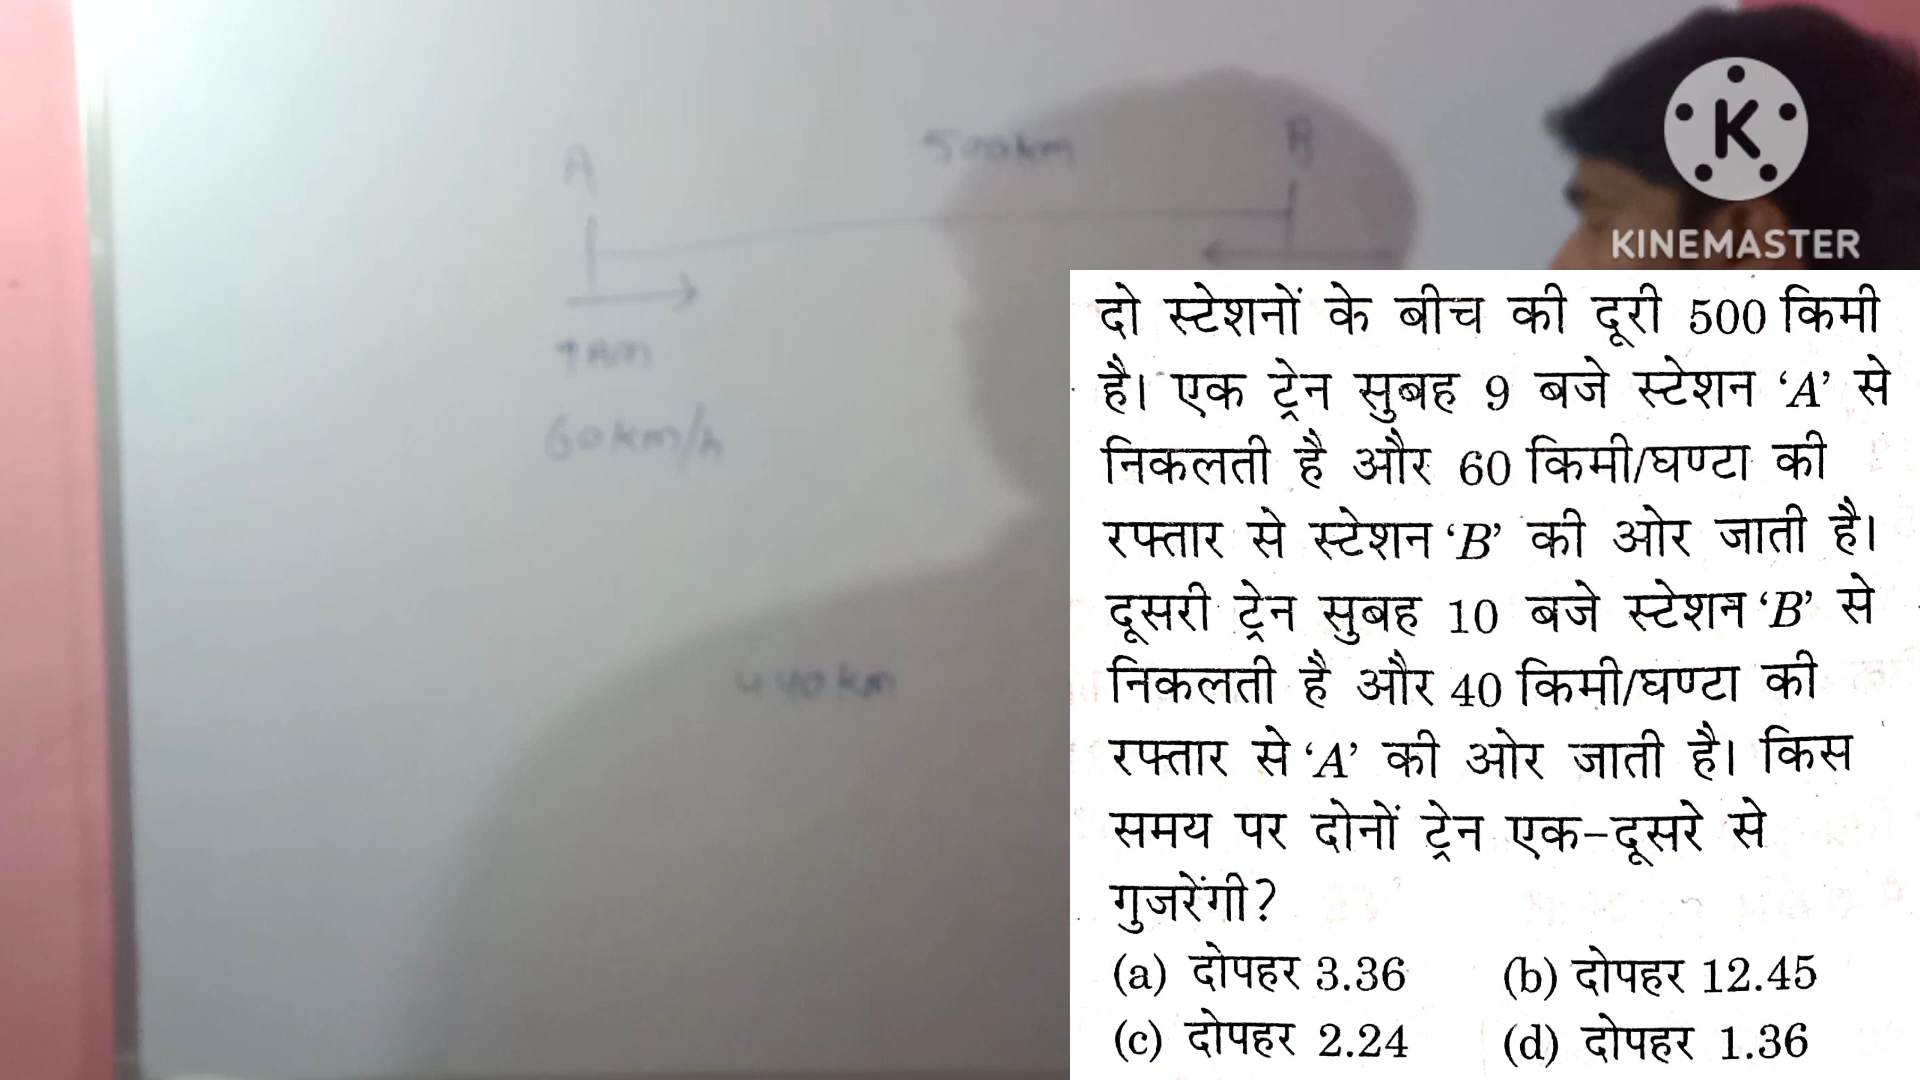 A
500km
B
9 AM
60km/h
440km
KINEMASTER
दो स्टेशनों के बीच की दूरी 500 किमी
है। एक ट्रेन सुबह 9 बजे स्टेशन ‘A’ से
निकलती है और 60 किमी/घण्टा की
रफ्तार से स्टेशन ‘B’ की ओर जाती है।
दूसरी ट्रेन सुबह 10 बजे स्टेशन ‘B’ से
निकलती है और 40 किमी/घण्टा की
रफ्तार से ‘A’ की ओर जाती है। किस
समय पर दोनों ट्रेन एक-दूसरे से
गुजरेंगी?
(a) दोपहर 3.36 (b) दोपहर 12.45
(c) दोपहर 2.24 (d) दोपहर 1.36